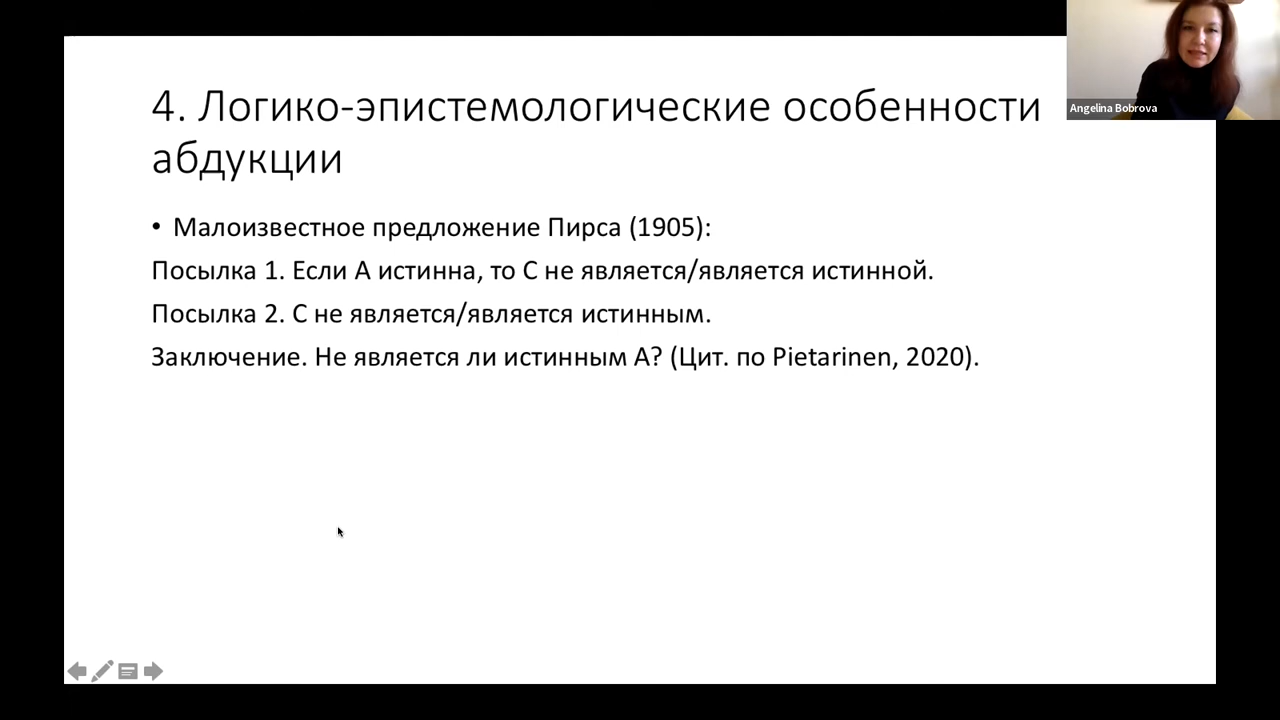 Angelina Bobrova
4. Логико-эпистемологические особенности
абдукции
• Малоизвестное предложение Пирса (1905):
Посылка 1. Если А истинна, то С не является/является истинной.
Посылка 2. С не является/является истинным.
Заключение. Не является ли истинным А? (Цит. по Pietarinen, 2020).